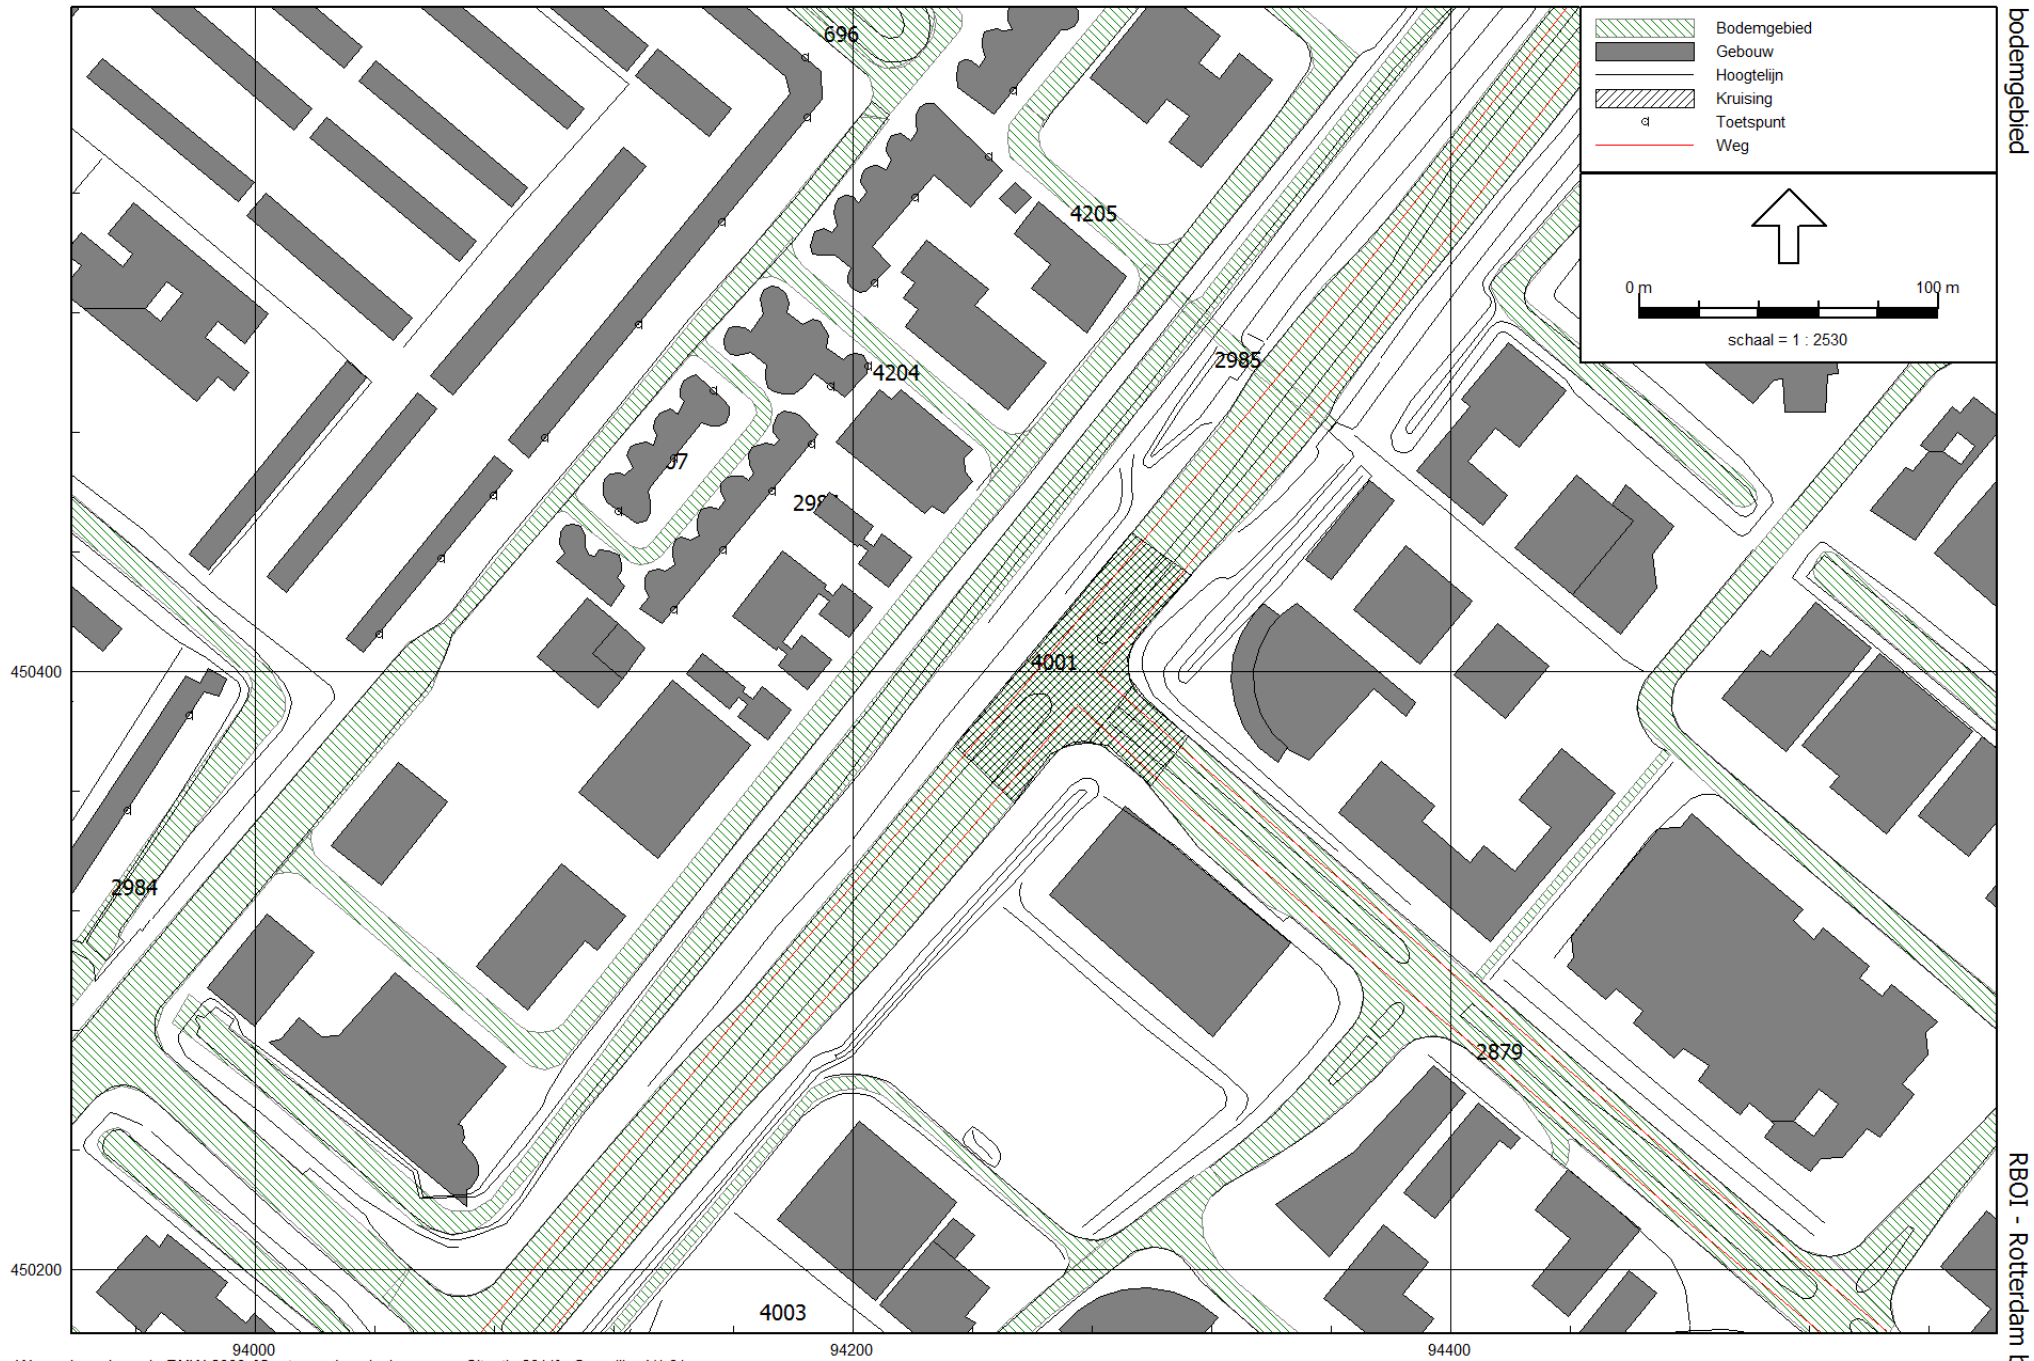 bodemgebied
Bodemgebied
Gebouw
Hoogtelijn
Kruising
Toetspunt
Weg
0 m
100 m
schaal = 1 : 2530
696
4205
2985
4204
4001
450400
2984
2879
450200
4003
94000
94200
94400
RBOI - Rotterdam